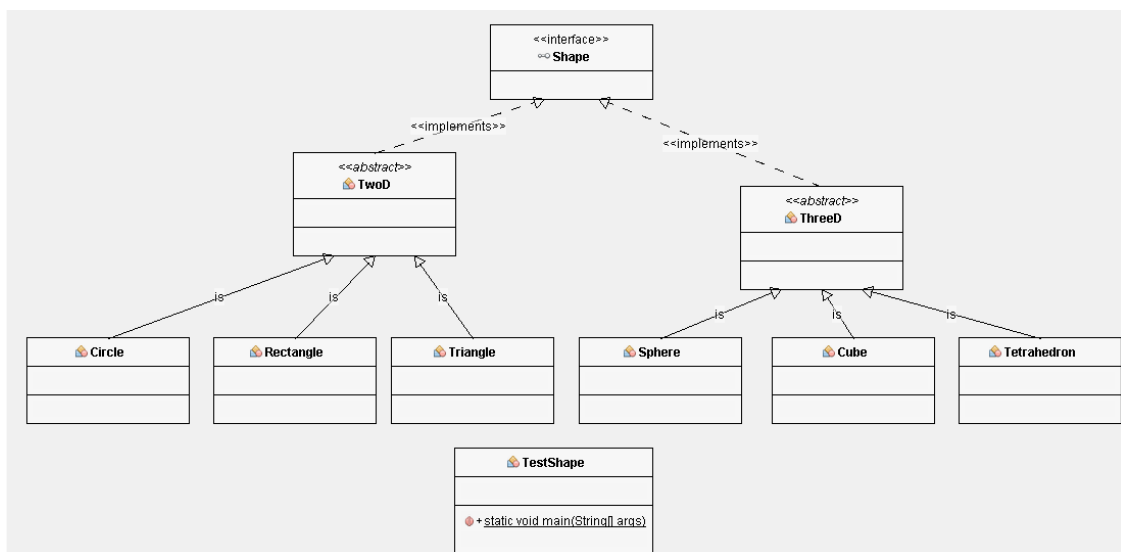 <<interface>>
Shape
<<implements>>
<<implements>>
<<abstract>>
TwoD
<<abstract>>
ThreeD
is
is
is
is
is
is
Circle
Rectangle
Triangle
Sphere
Cube
Tetrahedron
TestShape
+ static void main(String[] args)